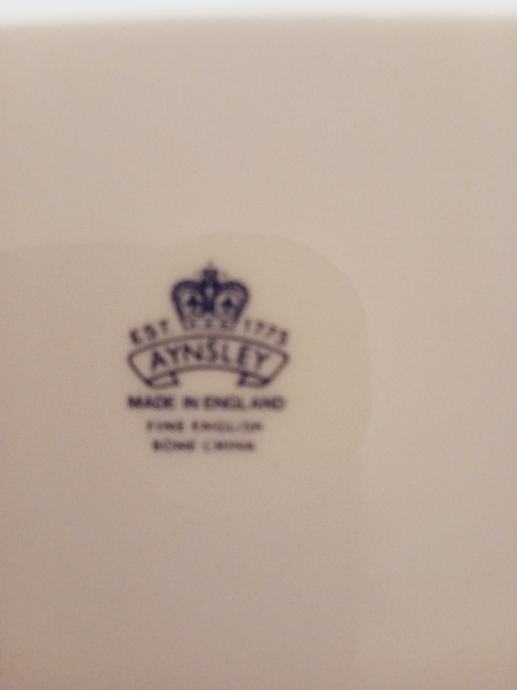 EST 1775
AYNSLEY
MADE IN ENGLAND
FINE ENGLISH
BONE CHINA